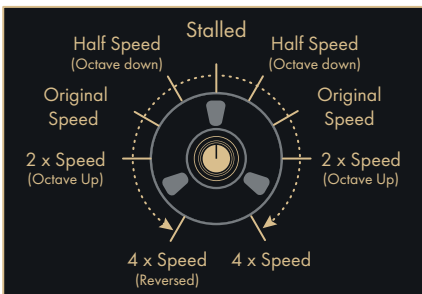 Stalled
Half Speed
(Octave down)
Half Speed
(Octave down)
Original
Speed
Original
Speed
2 x Speed
(Octave Up)
2 x Speed
(Octave Up)
4 x Speed
(Reversed)
4 x Speed